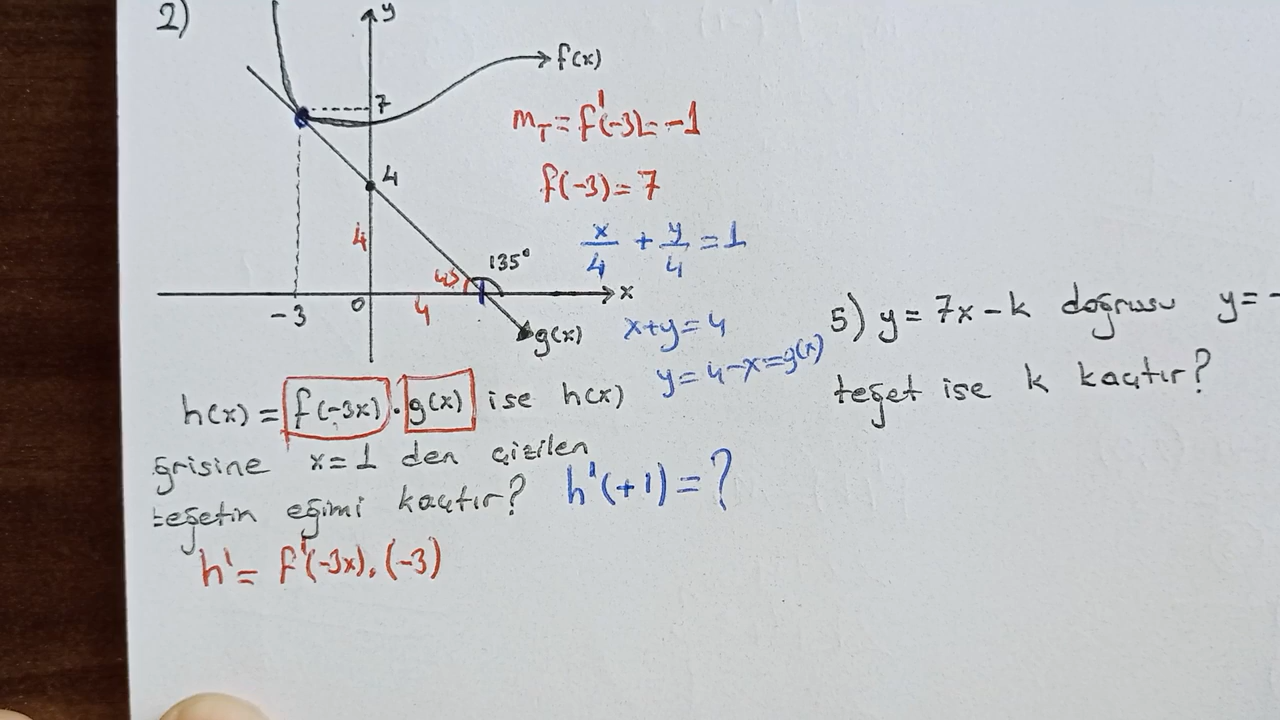 2)
y
f(x)
7
m_T = f'(-3) = -1
f(-3) = 7
4
x/4 + y/4 = 1
4
45
135°
-3
0
4
x
g(x)
x+y=4
y=4-x=g(x)
h(x) = f(-3x) . g(x) ise h(x)
ğrisine x=1 den çizilen
teğetin eğimi kaçtır? h'(+1) = ?
h' = f'(-3x). (-3)
5) y = 7x - k doğrusu y = -
teğet ise k kaçtır?